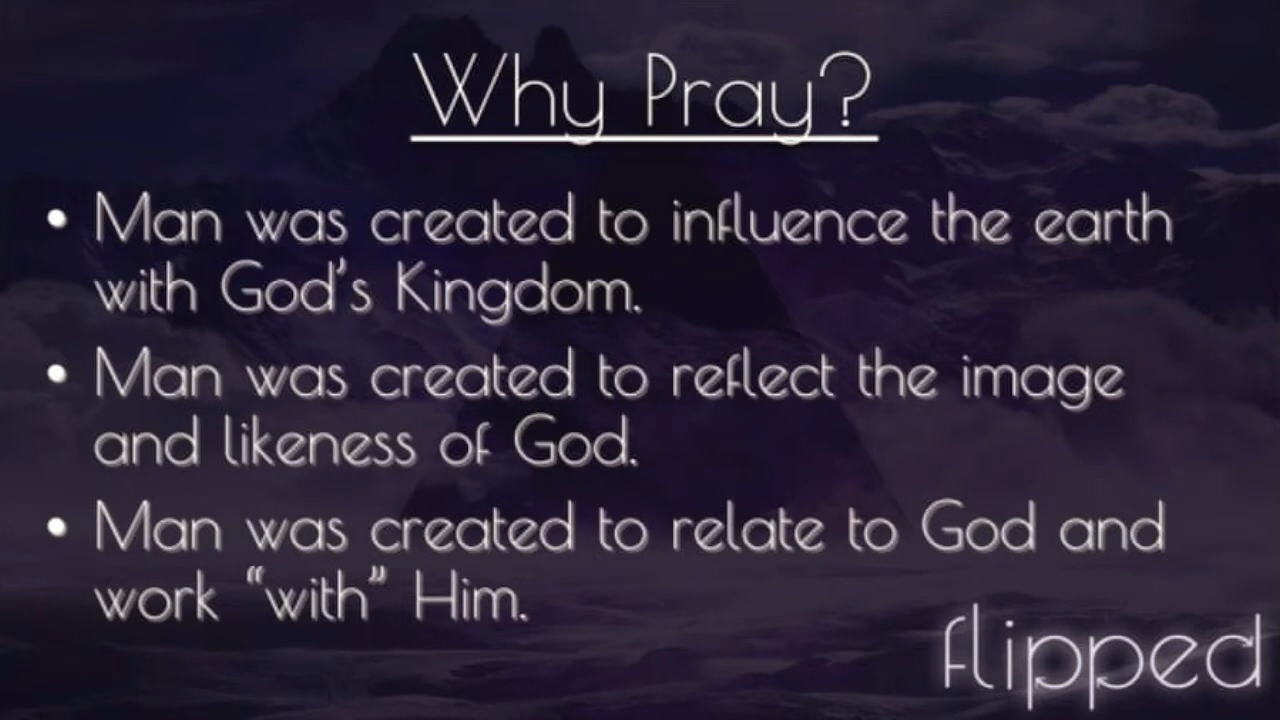 Why Pray?
• Man was created to influence the earth
with God's Kingdom.
• Man was created to reflect the image
and likeness of God.
• Man was created to relate to God and
work “with” Him.
flipped